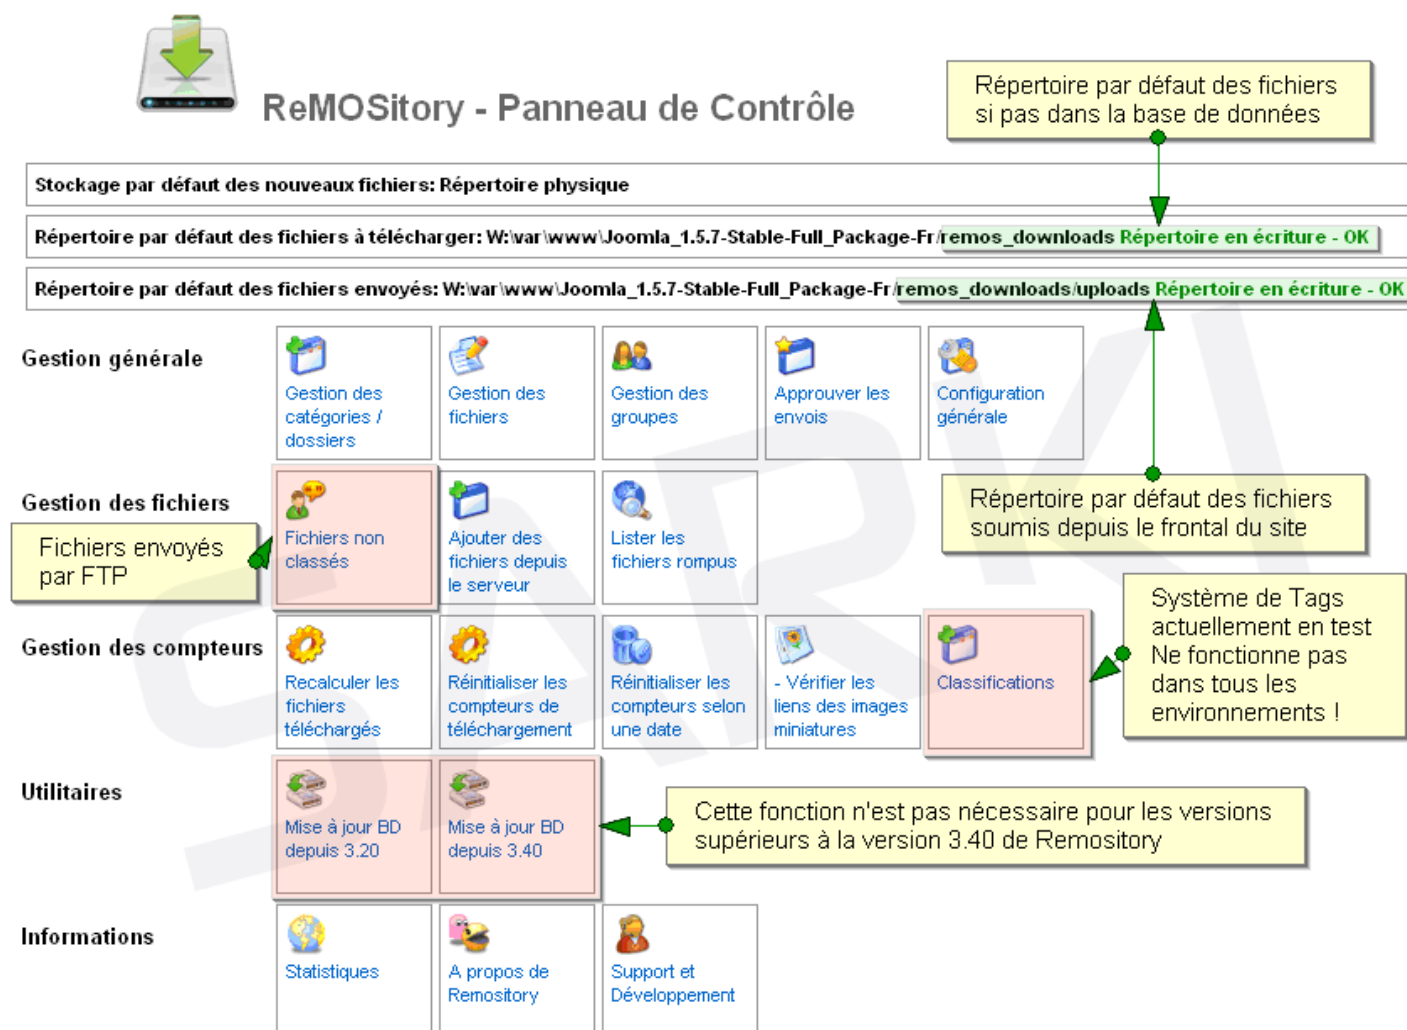 ReMOSitory - Panneau de Contrôle
Répertoire par défaut des fichiers
si pas dans la base de données
Stockage par défaut des nouveaux fichiers: Répertoire physique
Répertoire par défaut des fichiers à télécharger: W:\var\www\Joomla_1.5.7-Stable-Full_Package-Fr/remos_downloads Répertoire en écriture - OK
Répertoire par défaut des fichiers envoyés: W:\var\www\Joomla_1.5.7-Stable-Full_Package-Fr/remos_downloads/uploads Répertoire en écriture - OK
Gestion générale
Gestion des
catégories /
dossiers
Gestion des
fichiers
Gestion des
groupes
Approuver les
envois
Configuration
générale
Répertoire par défaut des fichiers
soumis depuis le frontal du site
Gestion des fichiers
Fichiers envoyés
par FTP
Fichiers non
classés
Ajouter des
fichiers depuis
le serveur
Lister les
fichiers rompus
Système de Tags
actuellement en test
Ne fonctionne pas
dans tous les
environnements !
Gestion des compteurs
Recalculer les
fichiers
téléchargés
Réinitialiser les
compteurs de
téléchargement
Réinitialiser les
compteurs selon
une date
- Vérifier les
liens des images
miniatures
Classifications
Utilitaires
Mise à jour BD
depuis 3.20
Mise à jour BD
depuis 3.40
Cette fonction n'est pas nécessaire pour les versions
supérieurs à la version 3.40 de Remository
Informations
Statistiques
A propos de
Remository
Support et
Développement
SARKI